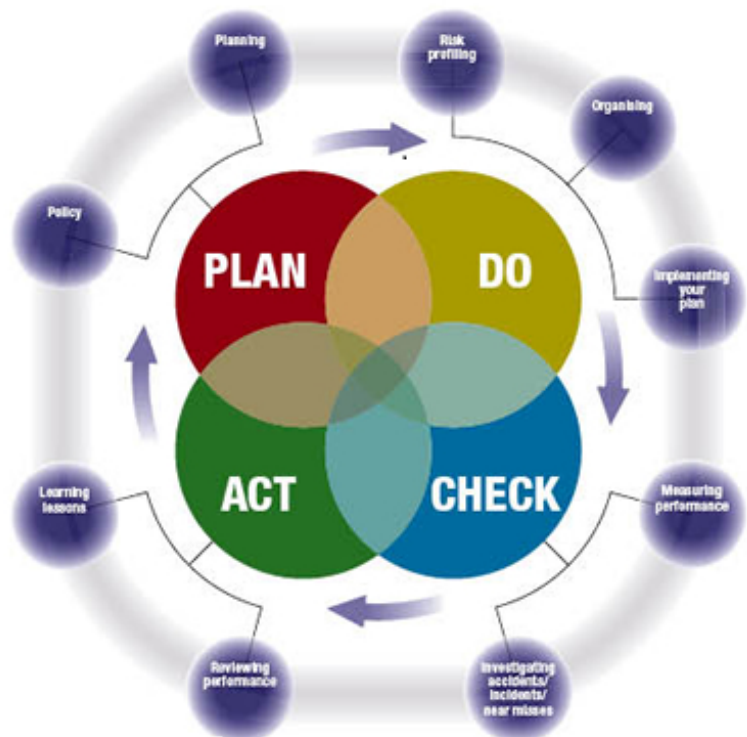 Planning
Risk
profiling
Organising
Policy
PLAN
DO
Implementing
your
plan
ACT
CHECK
Learning
lessons
Measuring
performance
Reviewing
performance
Investigating
accidents/
incidents/
near misses